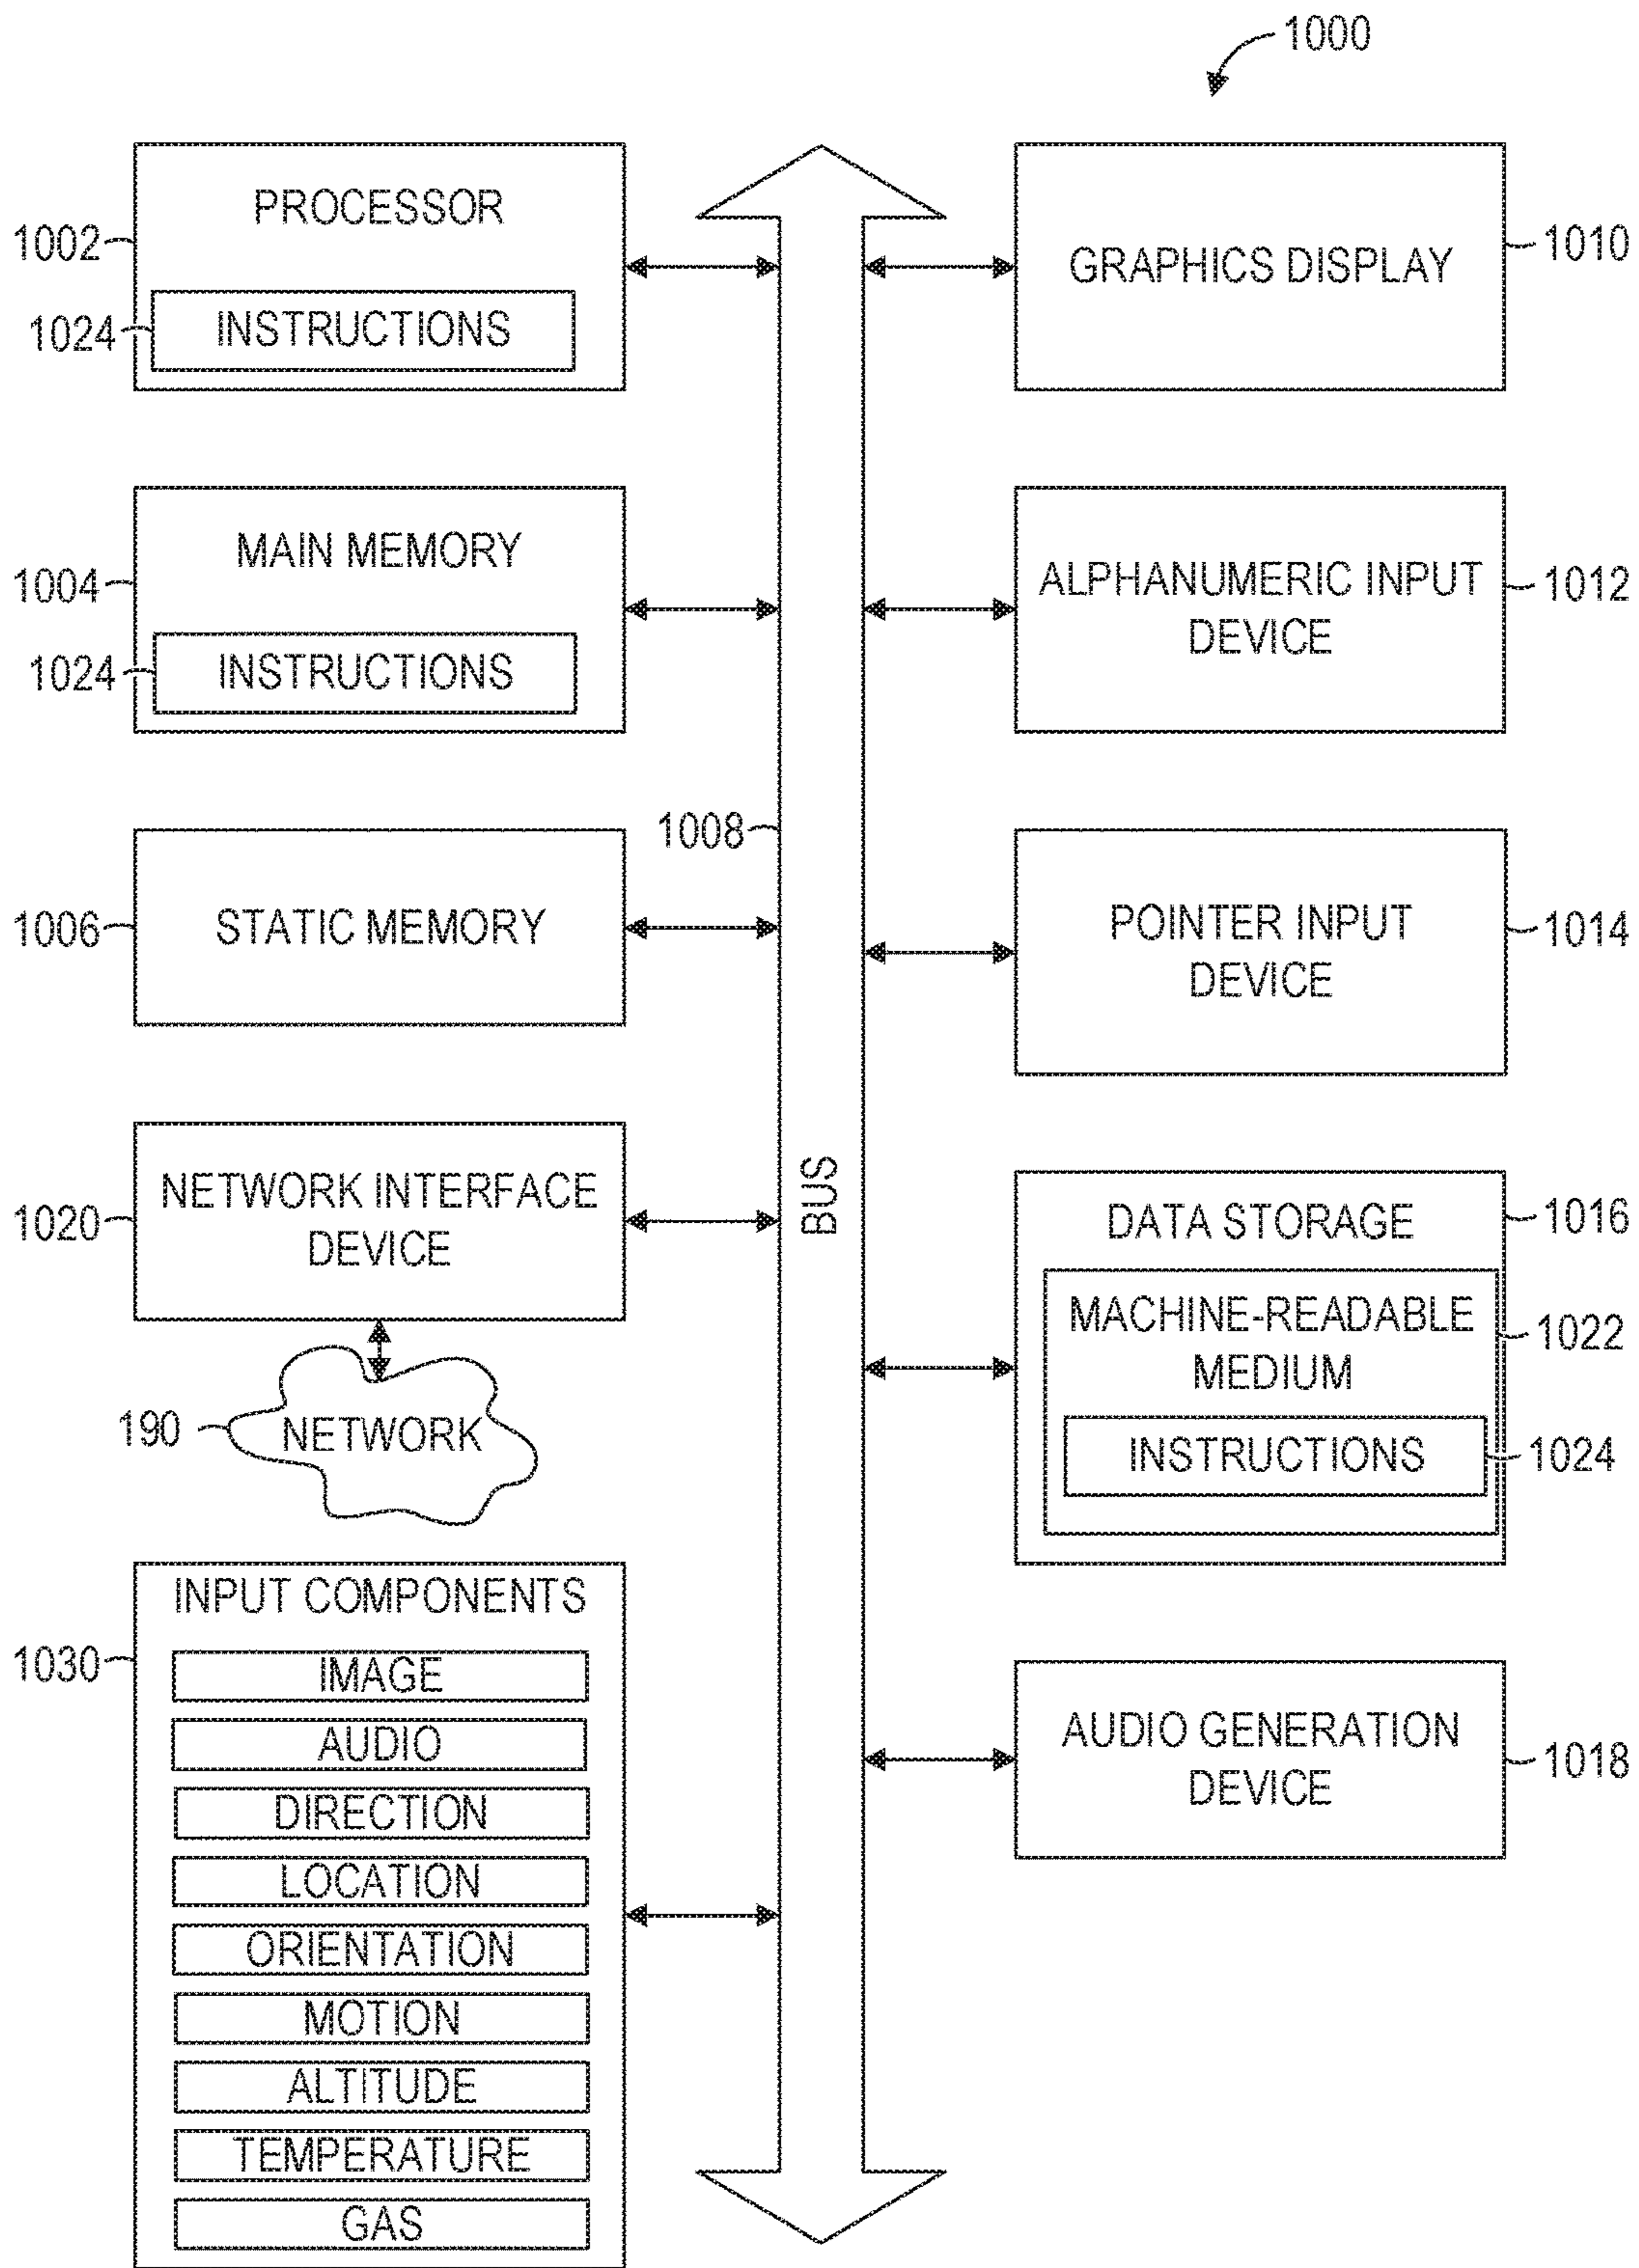 1000
PROCESSOR
1002
1024
INSTRUCTIONS
MAIN MEMORY
1004
1024
INSTRUCTIONS
1006
STATIC MEMORY
1008
NETWORK INTERFACE
DEVICE
1020
190
NETWORK
INPUT COMPONENTS
1030
IMAGE
AUDIO
DIRECTION
LOCATION
ORIENTATION
MOTION
ALTITUDE
TEMPERATURE
GAS
BUS
GRAPHICS DISPLAY
1010
ALPHANUMERIC INPUT
DEVICE
1012
POINTER INPUT
DEVICE
1014
DATA STORAGE
1016
MACHINE-READABLE
MEDIUM
1022
INSTRUCTIONS
1024
AUDIO GENERATION
DEVICE
1018